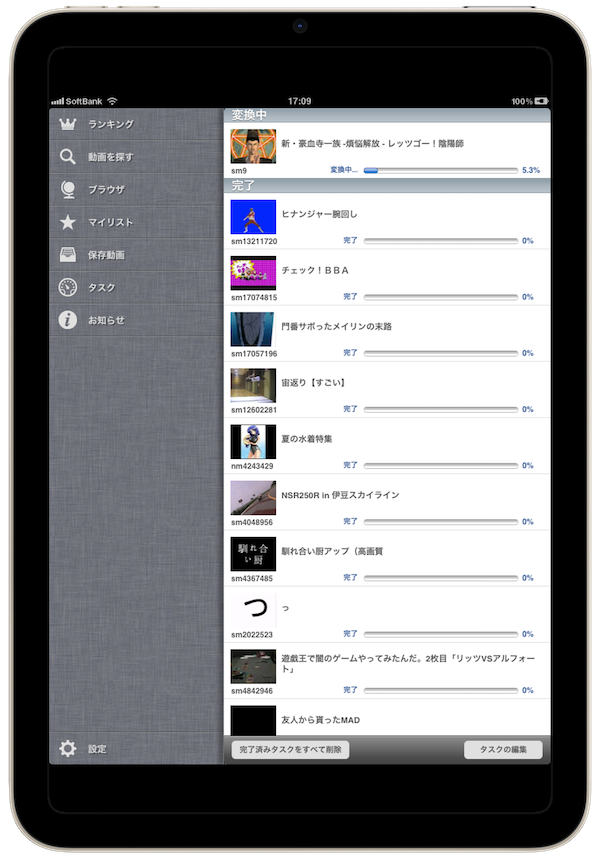 SoftBank 17:09 100%
ランキング
動画を探す
ブラウザ
マイリスト
保存動画
タスク
お知らせ
設定
変換中
新・豪血寺一族 -煩悩解放 - レッツゴー！陰陽師
sm9 変換中... 5.3%
完了
ヒナンジャー腕回し
sm13211720 完了 0%
チェック！ＢＢＡ
sm17074815 完了 0%
門番サボったメイリンの末路
sm17057196 完了 0%
宙返り【すごい】
sm12602281 完了 0%
夏の水着特集
nm4243429 完了 0%
NSR250R in 伊豆スカイライン
sm4048956 完了 0%
馴れ合
い厨
馴れ合い厨アップ（高画質
sm4367485 完了 0%
つ
っ
sm2022523 完了 0%
遊戯王で闇のゲームやってみたんだ。2枚目「リッツVSアルフォー
ト」
sm4842946 完了 0%
友人から貰ったMAD
完了済みタスクをすべて削除
タスクの編集